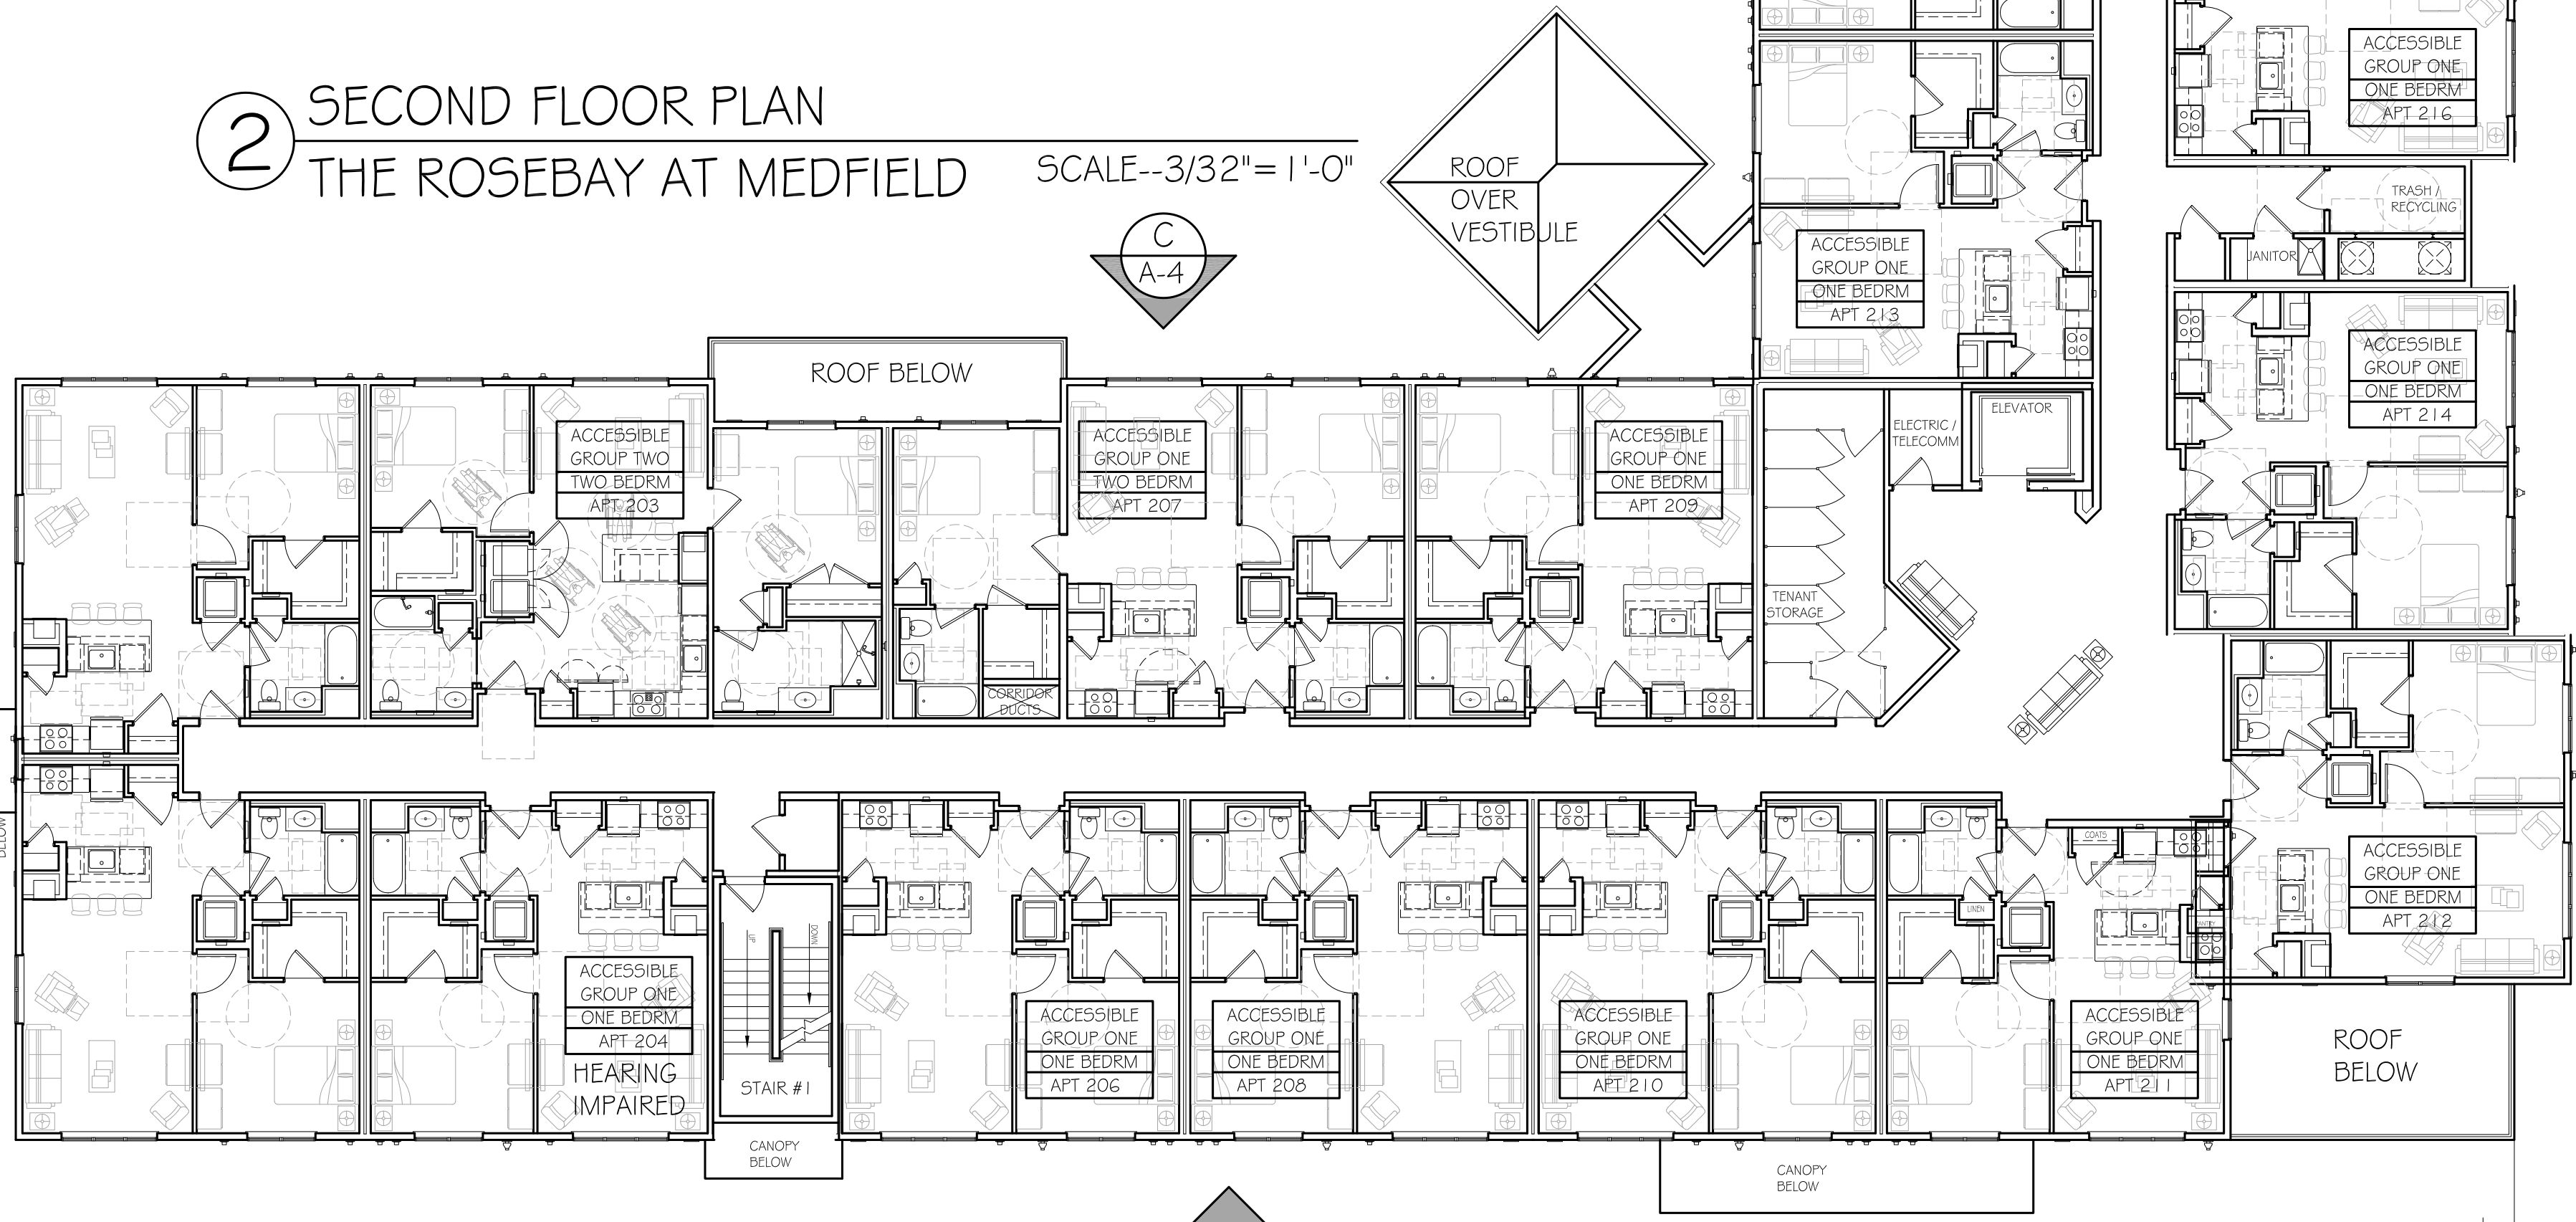 2
SECOND FLOOR PLAN
THE ROSEBAY AT MEDFIELD
SCALE--3/32"=1'-0"
C
A-4
ROOF
OVER
VESTIBULE
ACCESSIBLE
GROUP ONE
ONE BEDRM
APT 216
TRASH /
RECYCLING
JANITOR
ACCESSIBLE
GROUP ONE
ONE BEDRM
APT 213
ACCESSIBLE
GROUP ONE
ONE BEDRM
APT 214
ROOF BELOW
ACCESSIBLE
GROUP TWO
TWO BEDRM
APT 203
ACCESSIBLE
GROUP ONE
TWO BEDRM
APT 207
ACCESSIBLE
GROUP ONE
ONE BEDRM
APT 209
ELECTRIC /
TELECOMM
ELEVATOR
TENANT
STORAGE
CORRIDOR
DUCTS
BELOW
UP
DOWN
STAIR #1
ACCESSIBLE
GROUP ONE
ONE BEDRM
APT 204
HEARING
IMPAIRED
ACCESSIBLE
GROUP ONE
ONE BEDRM
APT 206
ACCESSIBLE
GROUP ONE
ONE BEDRM
APT 208
ACCESSIBLE
GROUP ONE
ONE BEDRM
APT 210
LINEN
COATS
ACCESSIBLE
GROUP ONE
ONE BEDRM
APT 211
ACCESSIBLE
GROUP ONE
ONE BEDRM
APT 212
ROOF
BELOW
CANOPY
BELOW
CANOPY
BELOW